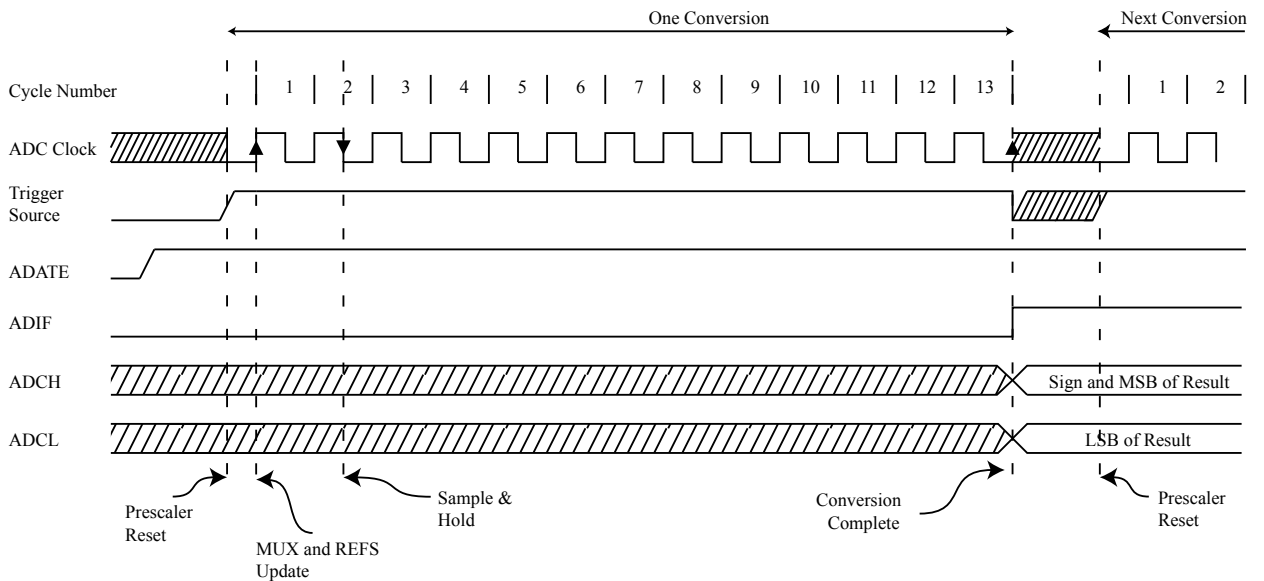 One Conversion Next Conversion
Cycle Number 1 2 3 4 5 6 7 8 9 10 11 12 13 1 2
ADC Clock
Trigger
Source
ADATE
ADIF
ADCH Sign and MSB of Result
ADCL LSB of Result
Prescaler
Reset
MUX and REFS
Update
Sample &
Hold
Conversion
Complete
Prescaler
Reset